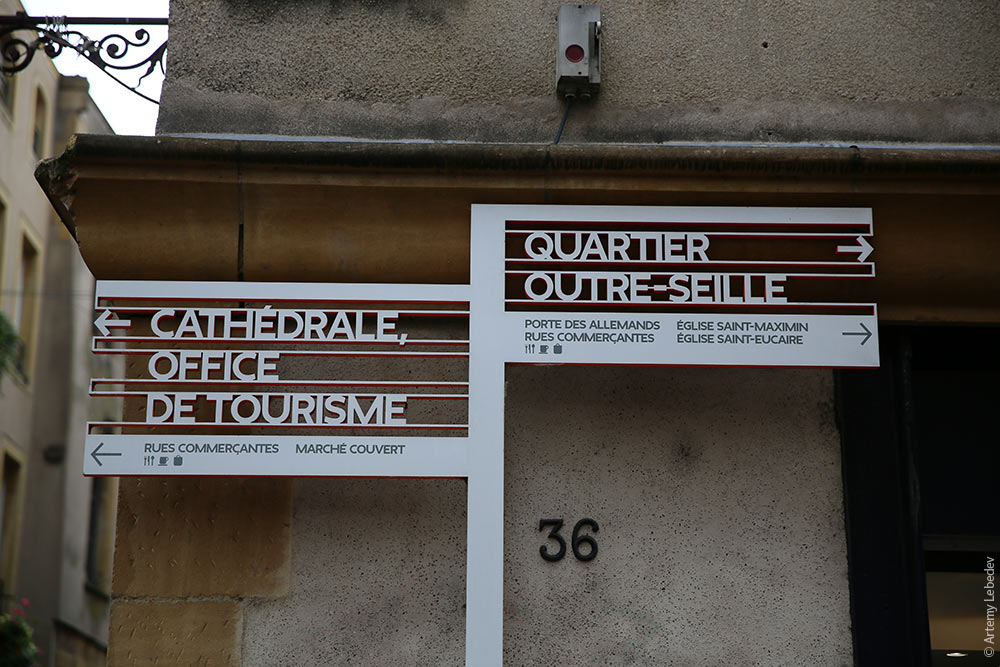 QUARTIER
OUTRE-SEILLE
PORTE DES ALLEMANDS ÉGLISE SAINT-MAXIMIN
RUES COMMERÇANTES ÉGLISE SAINT-EUCAIRE
CATHÉDRALE,
OFFICE
DE TOURISME
RUES COMMERÇANTES MARCHÉ COUVERT
36
© Artemy Lebedev